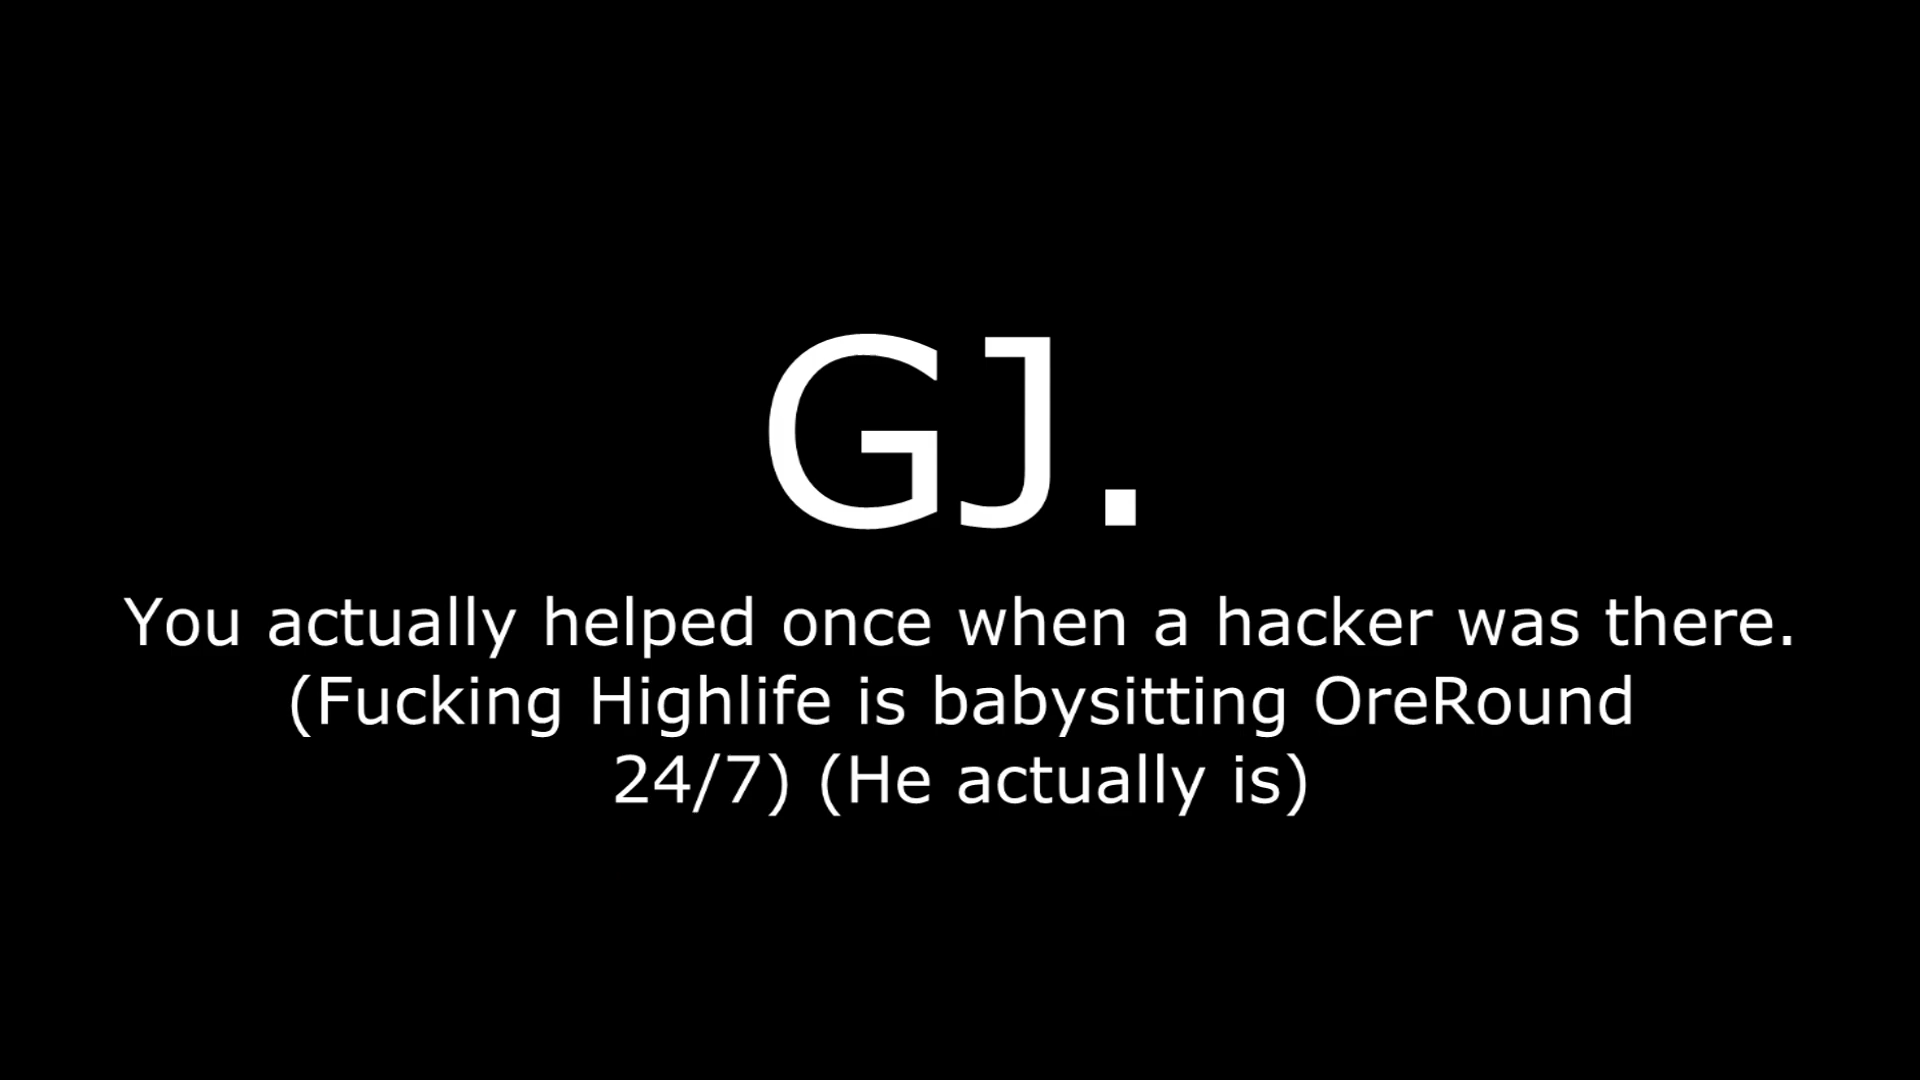 GJ.
You actually helped once when a hacker was there.
(Fucking Highlife is babysitting OreRound
24/7) (He actually is)